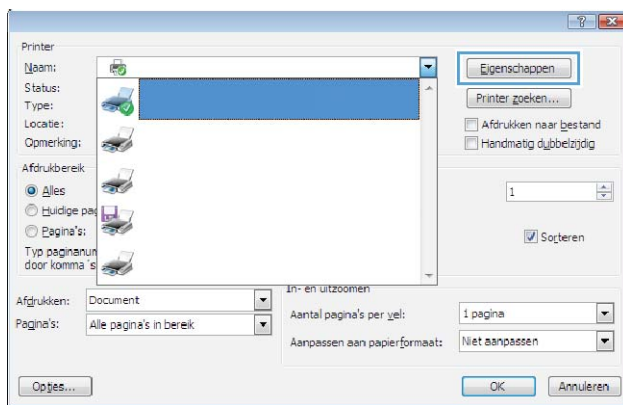 Printer
Naam:
Eigenschappen
Status:
Printer zoeken...
Type:
Locatie:
Afdrukken naar bestand
Opmerking:
Handmatig dubbelzijdig
Afdrukbereik
Alles
1
Huidige pag
Pagina's:
Sorteren
Typ paginanun
door komma 's
In- en uitzoomen
Afdrukken:
Document
Aantal pagina's per vel:
1 pagina
Pagina's:
Alle pagina's in bereik
Aanpassen aan papierformaat:
Niet aanpassen
Opties...
OK
Annuleren